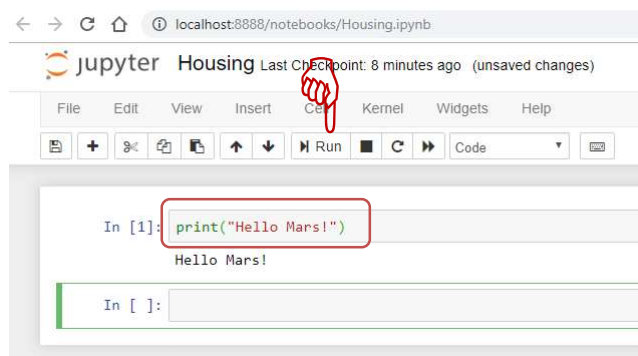 localhost:8888/notebooks/Housing.ipynb
jupyter Housing Last Checkpoint: 8 minutes ago (unsaved changes)
File Edit View Insert Cell Kernel Widgets Help
Run Code
In [1]: print("Hello Mars!")
Hello Mars!
In [ ]: